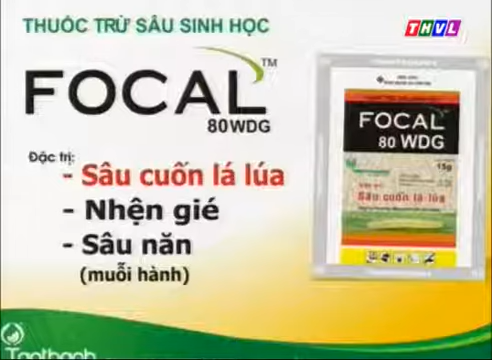 THUỐC TRỪ SÂU SINH HỌC
THVL
FOCAL™
80WDG
Đặc trị:
- Sâu cuốn lá lúa
- Nhện gié
- Sâu năn
(muỗi hành)
FOCAL
80 WDG
15g
Sâu cuốn lá lúa